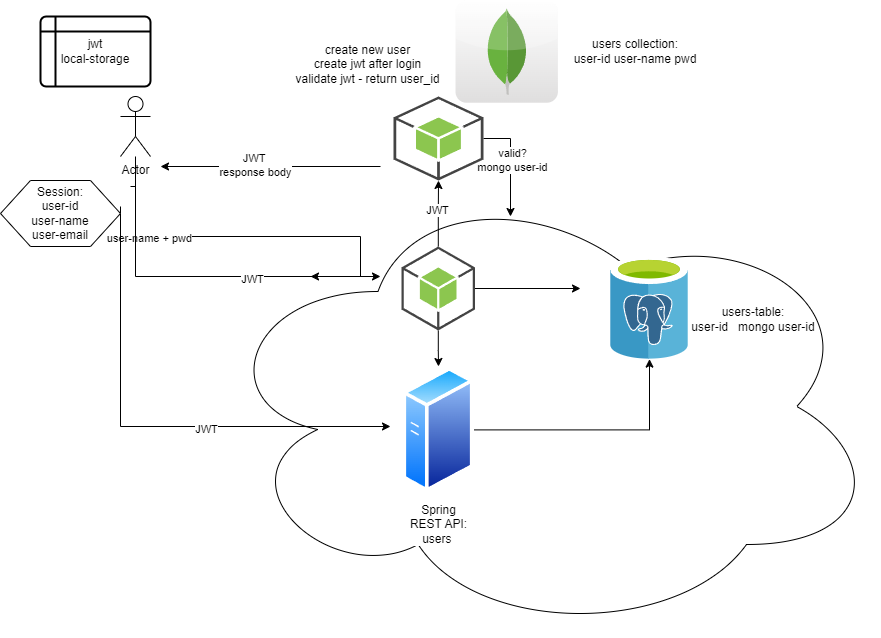 jwt
local-storage
create new user
create jwt after login
validate jwt - return user_id
users collection:
user-id user-name pwd
Actor
JWT
response body
valid?
mongo user-id
Session:
user-id
user-name
user-email
JWT
user-name + pwd
JWT
users-table:
user-id   mongo user-id
JWT
Spring
REST API:
users